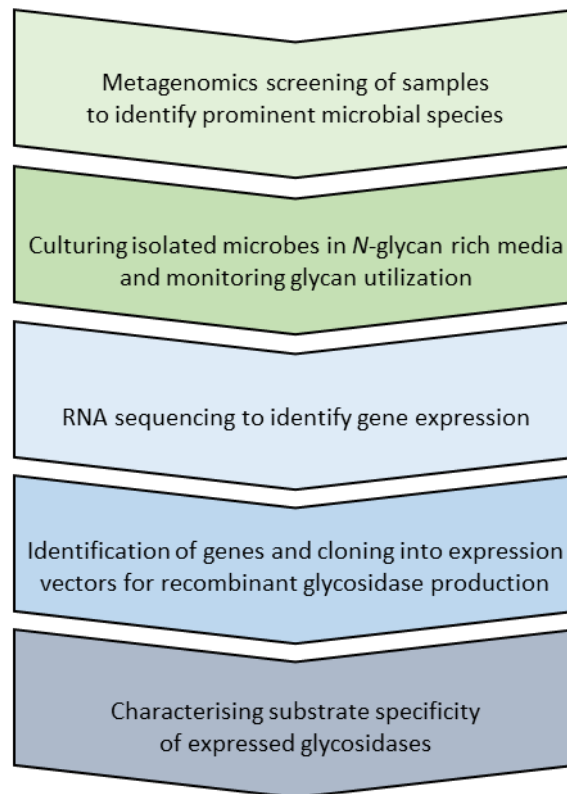 Metagenomics screening of samples
to identify prominent microbial species
Culturing isolated microbes in N-glycan rich media
and monitoring glycan utilization
RNA sequencing to identify gene expression
Identification of genes and cloning into expression
vectors for recombinant glycosidase production
Characterising substrate specificity
of expressed glycosidases